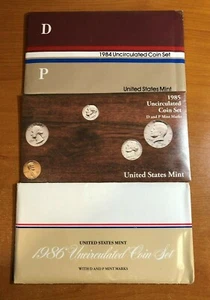 D
1984 Uncirculated Coin Set
P
United States Mint
1985
Uncirculated
Coin Set
D and P Mint Marks
United States Mint
UNITED STATES MINT
1986 Uncirculated Coin Set
WITH D AND P MINT MARKS